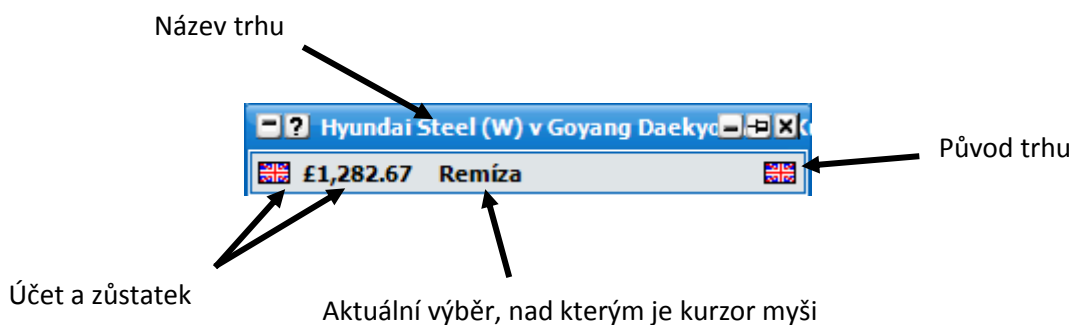 Název trhu
? Hyundai Steel (W) v Goyang Daekyo
£1,282.67 Remíza
Původ trhu
Účet a zůstatek
Aktuální výběr, nad kterým je kurzor myši